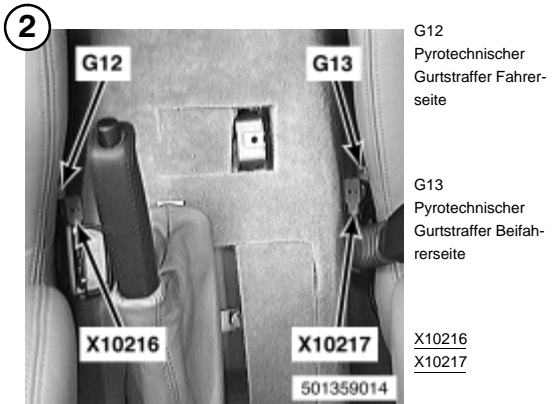 2
G12
G13
X10216
X10217
501359014
G12
Pyrotechnischer
Gurtstraffer Fahrer-
seite
G13
Pyrotechnischer
Gurtstraffer Beifah-
rerseite
X10216
X10217